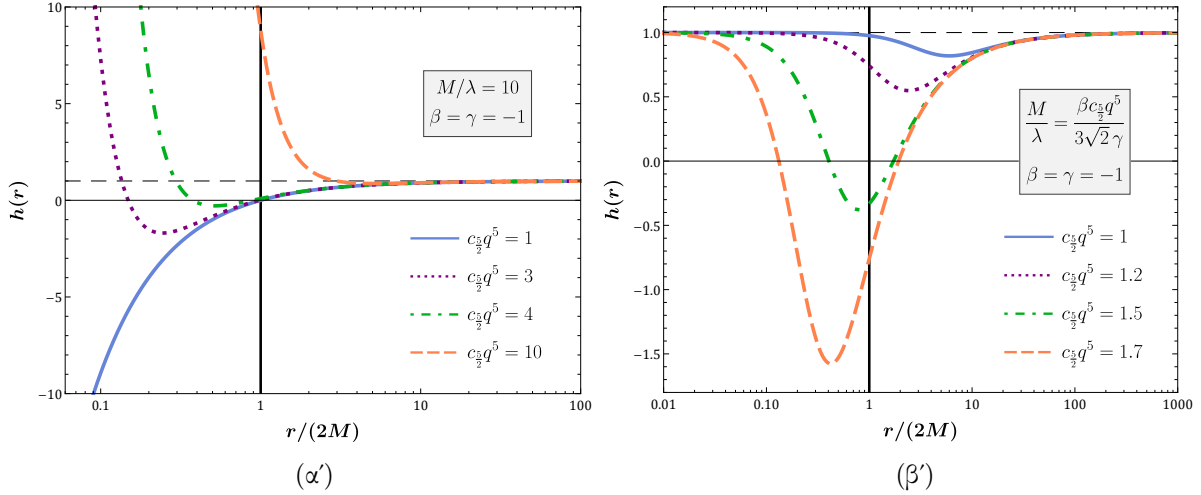 10
5
0
−5
−10
0.1
1
10
100
h(r)
r/(2M)
M/λ = 10
β = γ = −1
c_{5/2} q^5 = 1
c_{5/2} q^5 = 3
c_{5/2} q^5 = 4
c_{5/2} q^5 = 10
(α′)
1.0
0.5
0.0
−0.5
−1.0
−1.5
0.01
0.10
1
10
100
1000
h(r)
r/(2M)
M/λ = βc_{5/2}q^5/(3√2 γ)
β = γ = −1
c_{5/2} q^5 = 1
c_{5/2} q^5 = 1.2
c_{5/2} q^5 = 1.5
c_{5/2} q^5 = 1.7
(β′)